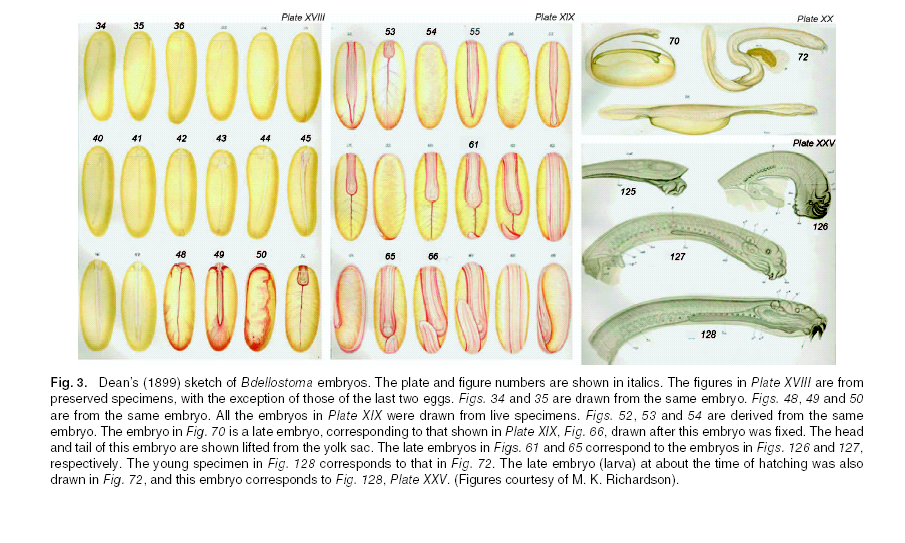 Plate XVIII
Plate XIX
Plate XX
34 35 36
53 54 55
70
72
40 41 42 43 44 45
61
Plate XXV
125
126
127
48 49 50
65 66
128
Fig. 3. Dean's (1899) sketch of Bdellostoma embryos. The plate and figure numbers are shown in italics. The figures in Plate XVIII are from
preserved specimens, with the exception of those of the last two eggs. Figs. 34 and 35 are drawn from the same embryo. Figs. 48, 49 and 50
are from the same embryo. All the embryos in Plate XIX were drawn from live specimens. Figs. 52, 53 and 54 are derived from the same
embryo. The embryo in Fig. 70 is a late embryo, corresponding to that shown in Plate XIX, Fig. 66, drawn after this embryo was fixed. The head
and tail of this embryo are shown lifted from the yolk sac. The late embryos in Figs. 61 and 65 correspond to the embryos in Figs. 126 and 127,
respectively. The young specimen in Fig. 128 corresponds to that in Fig. 72. The late embryo (larva) at about the time of hatching was also
drawn in Fig. 72, and this embryo corresponds to Fig. 128, Plate XXV. (Figures courtesy of M. K. Richardson).